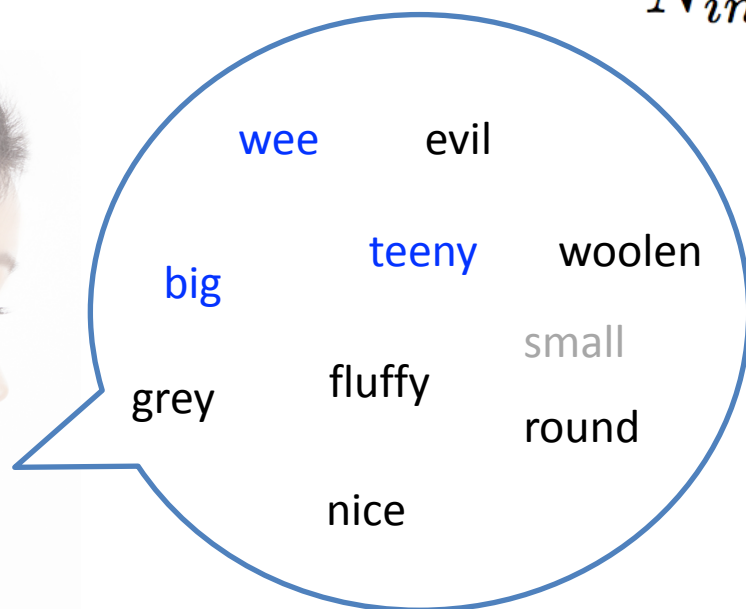 wee evil
teeny woolen
big
small
fluffy
grey
round
nice